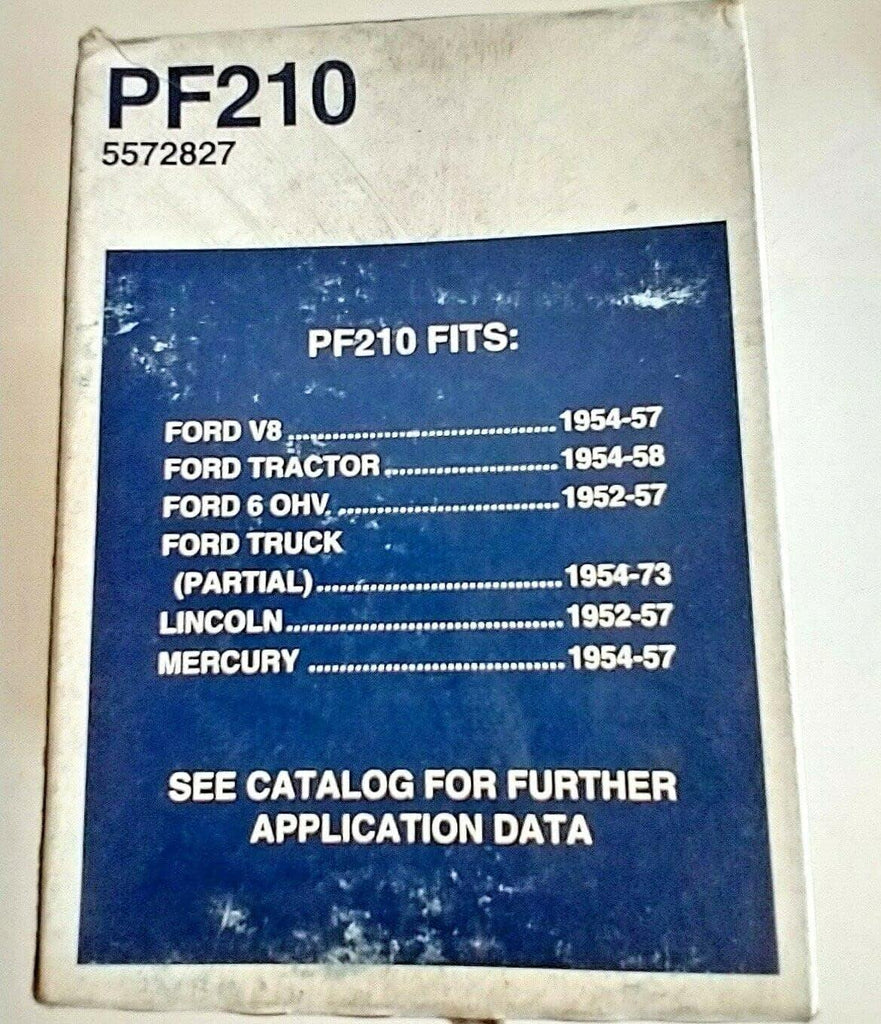 PF210
5572827
PF210 FITS:
FORD V8..........................................1954-57
FORD TRACTOR...........................1954-58
FORD 6 OHV. ..................................1952-57
FORD TRUCK
(PARTIAL)......................................1954-73
LINCOLN...........................................1952-57
MERCURY .......................................1954-57
SEE CATALOG FOR FURTHER
APPLICATION DATA